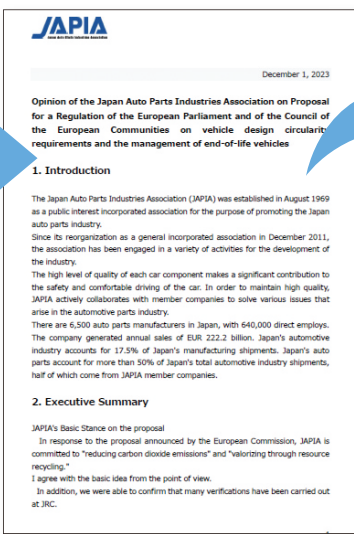 JAPIA
Japan Auto Parts Industries Association
December 1, 2023
Opinion of the Japan Auto Parts Industries Association on Proposal
for a Regulation of the European Parliament and of the Council of
the European Communities on vehicle design circularity
requirements and the management of end-of-life vehicles
1. Introduction
The Japan Auto Parts Industries Association (JAPIA) was established in August 1969
as a public interest incorporated association for the purpose of promoting the Japan
auto parts industry.
Since its reorganization as a general incorporated association in December 2011,
the association has been engaged in a variety of activities for the development of
the industry.
The high level of quality of each car component makes a significant contribution to
the safety and comfortable driving of the car. In order to maintain high quality,
JAPIA actively collaborates with member companies to solve various issues that
arise in the automotive parts industry.
There are 6,500 auto parts manufacturers in Japan, with 640,000 direct employs.
The company generated annual sales of EUR 222.2 billion. Japan's automotive
industry accounts for 17.5% of Japan's manufacturing shipments. Japan's auto
parts account for more than 50% of Japan's total automotive industry shipments,
half of which come from JAPIA member companies.
2. Executive Summary
JAPIA's Basic Stance on the proposal
In response to the proposal announced by the European Commission, JAPIA is
committed to "reducing carbon dioxide emissions" and "valorizing through resource
recycling."
I agree with the basic idea from the point of view.
In addition, we were able to confirm that many verifications have been carried out
at JRC.